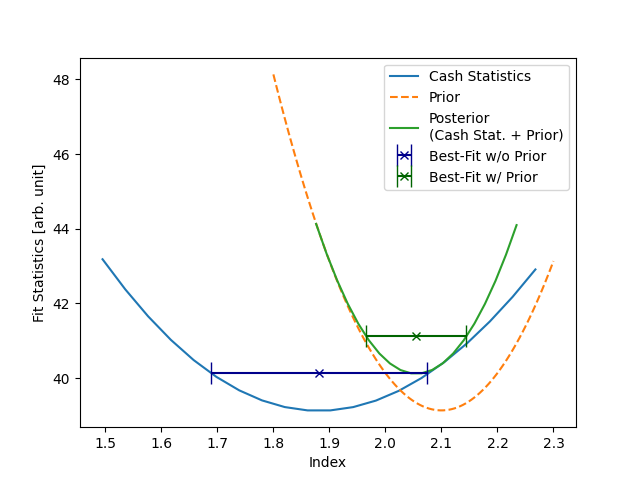 Cash Statistics
Prior
Posterior
(Cash Stat. + Prior)
Best-Fit w/o Prior
Best-Fit w/ Prior
Fit Statistics [arb. unit]
48
46
44
42
40
1.5 1.6 1.7 1.8 1.9 2.0 2.1 2.2 2.3
Index